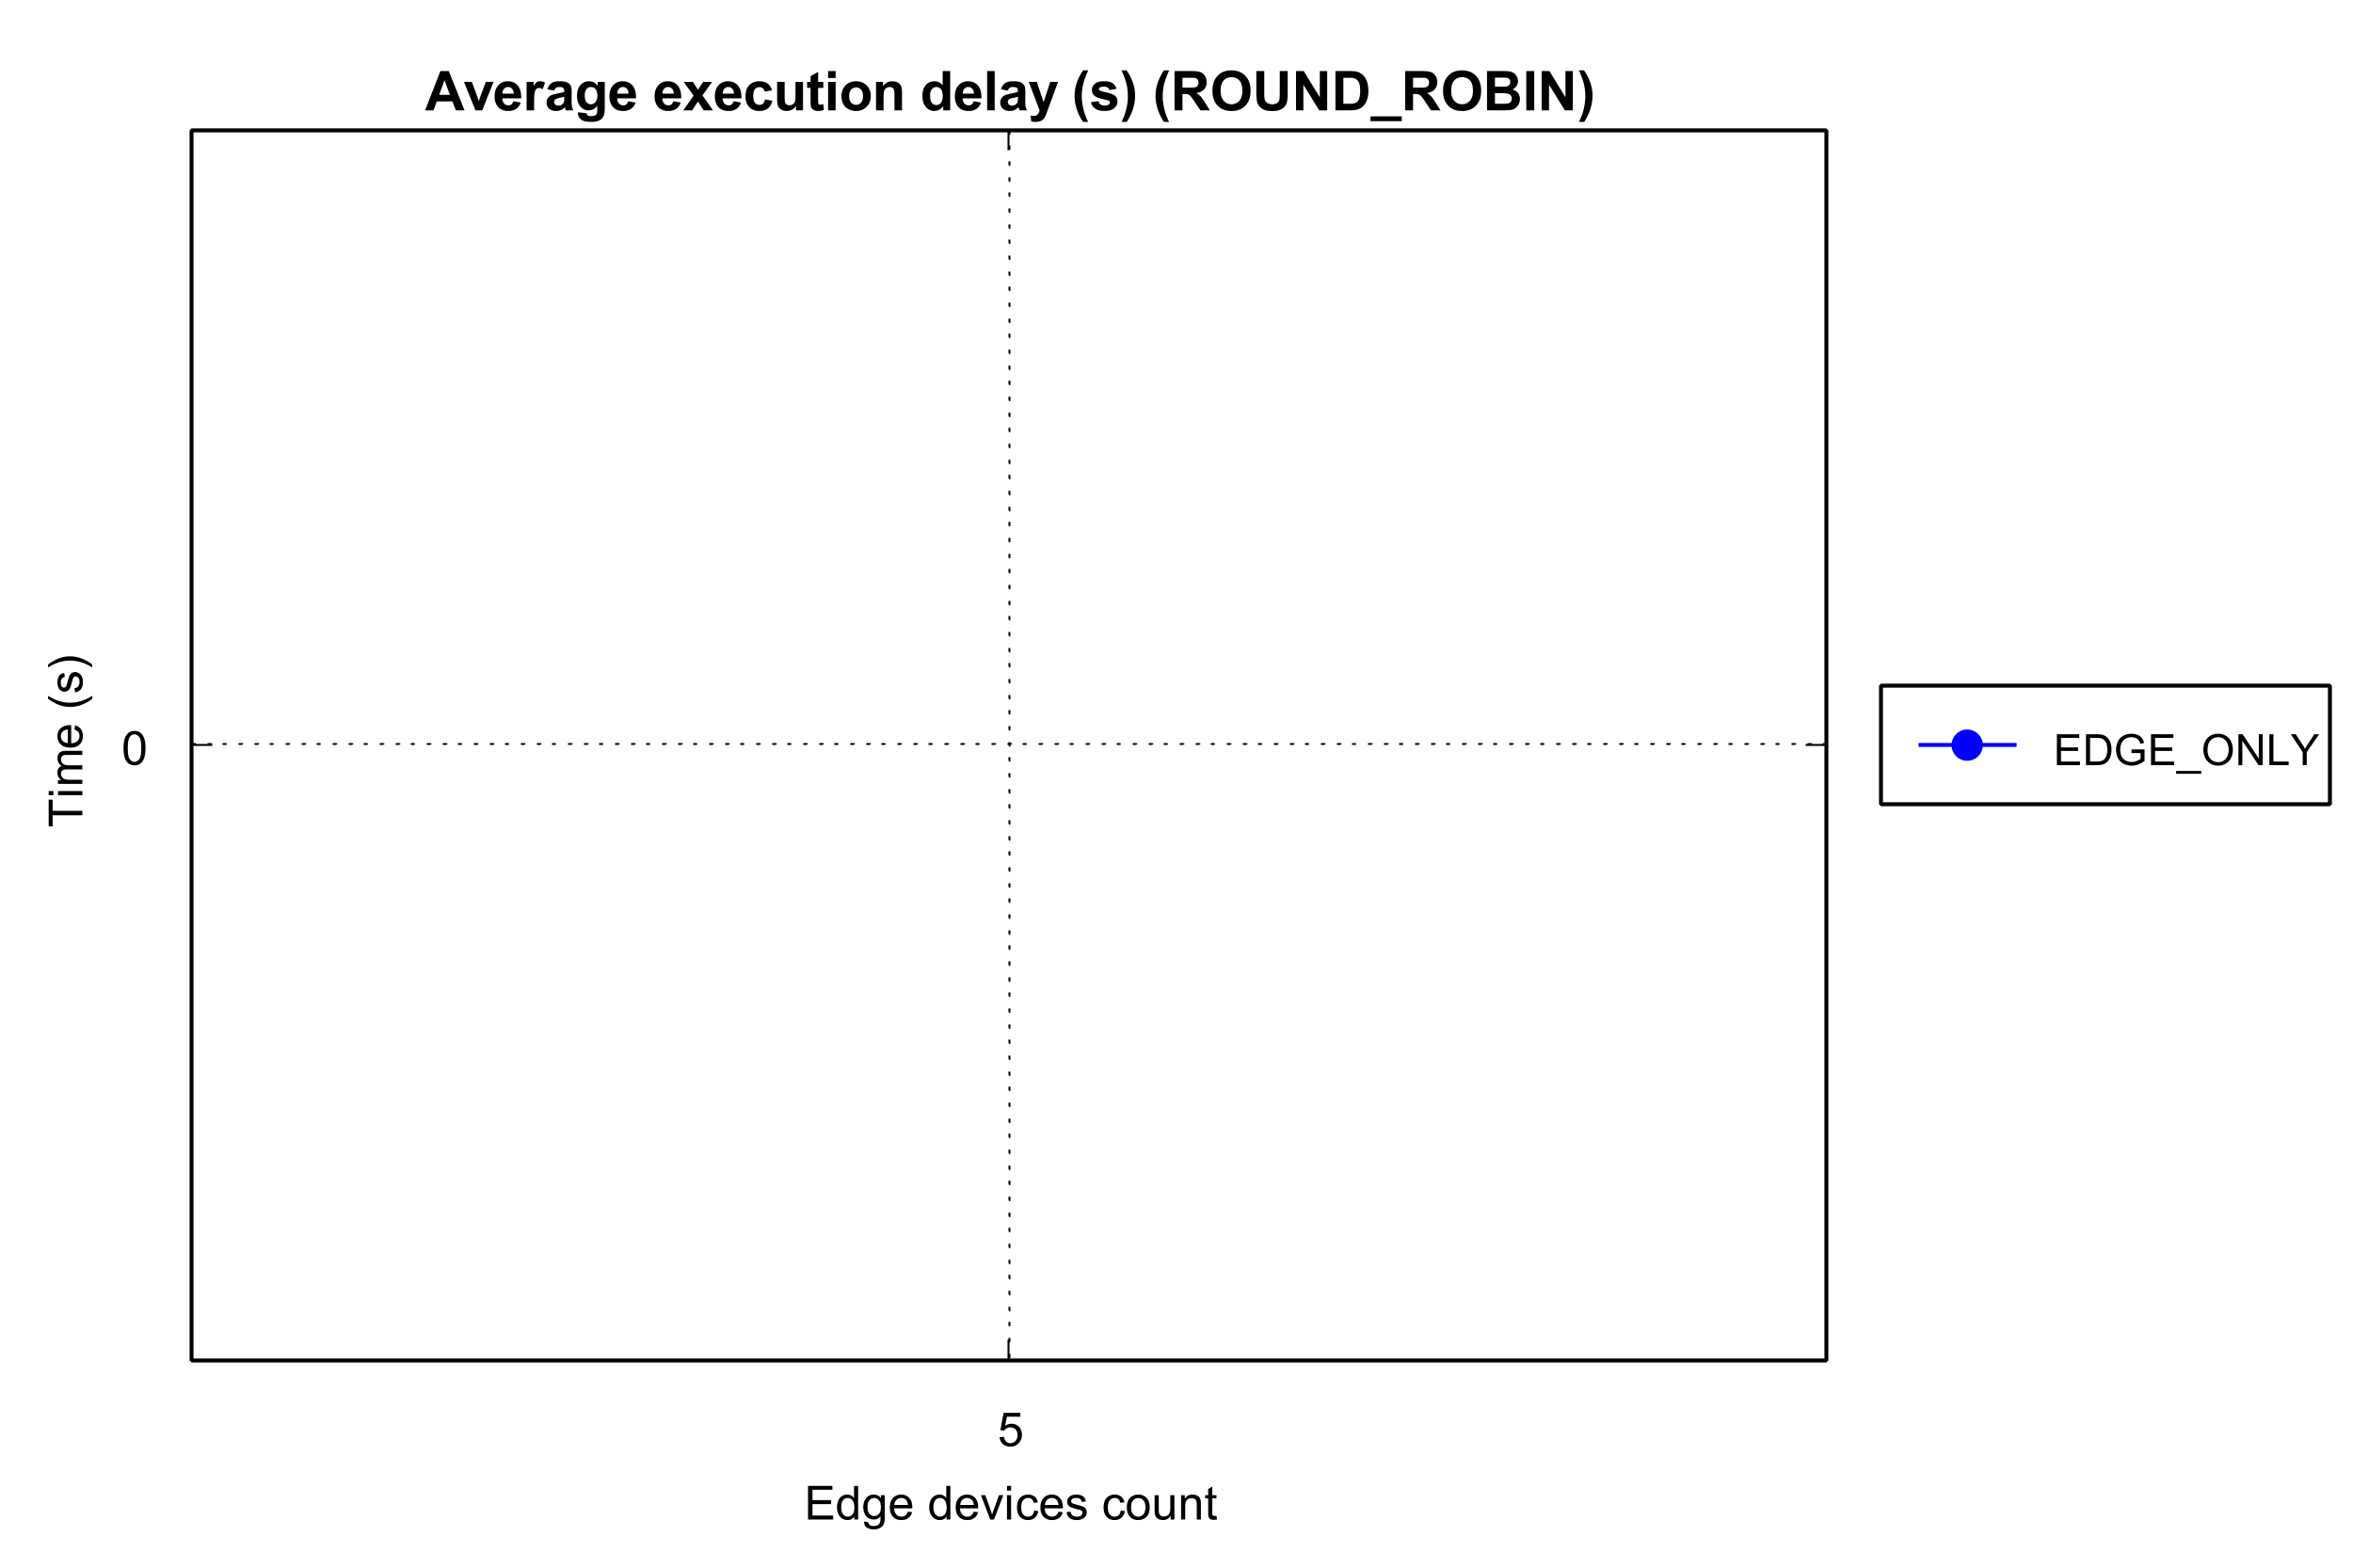 Average execution delay (s) (ROUND_ROBIN)
Time (s)
0
EDGE_ONLY
5
Edge devices count